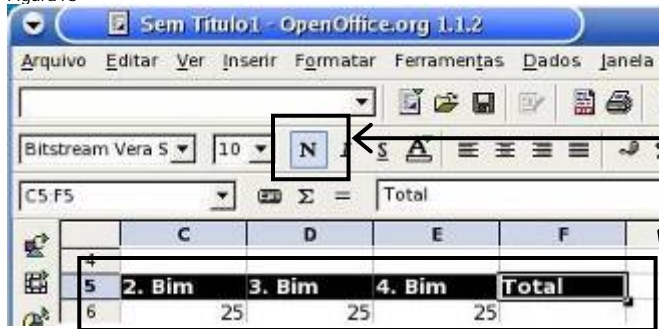 Sem Titulo1 - OpenOffice.org 1.1.2
Arquivo Editar Ver Inserir Formatar Ferramentas Dados Janela
Bitstream Vera S 10 N I S A
C5:F5 Σ = Total
C D E F
4
5 2. Bim 3. Bim 4. Bim Total
6 25 25 25